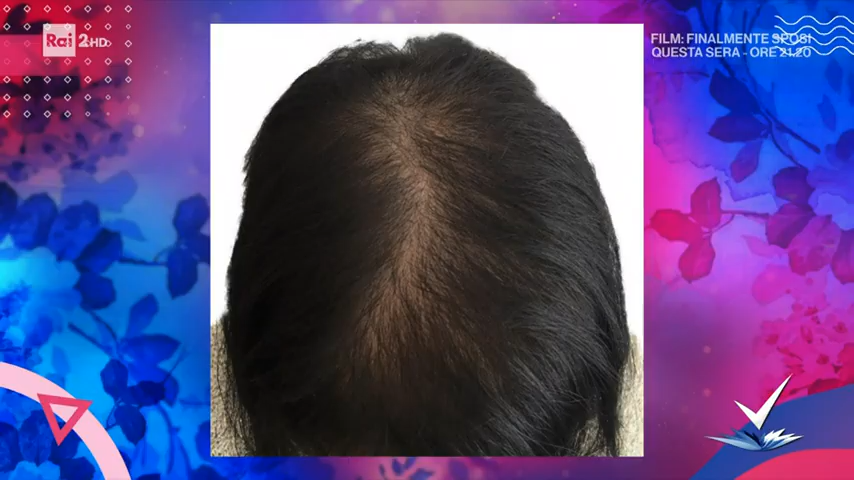 Rai 2HD
FILM: FINALMENTE SPOSI
QUESTA SERA - ORE 21.20